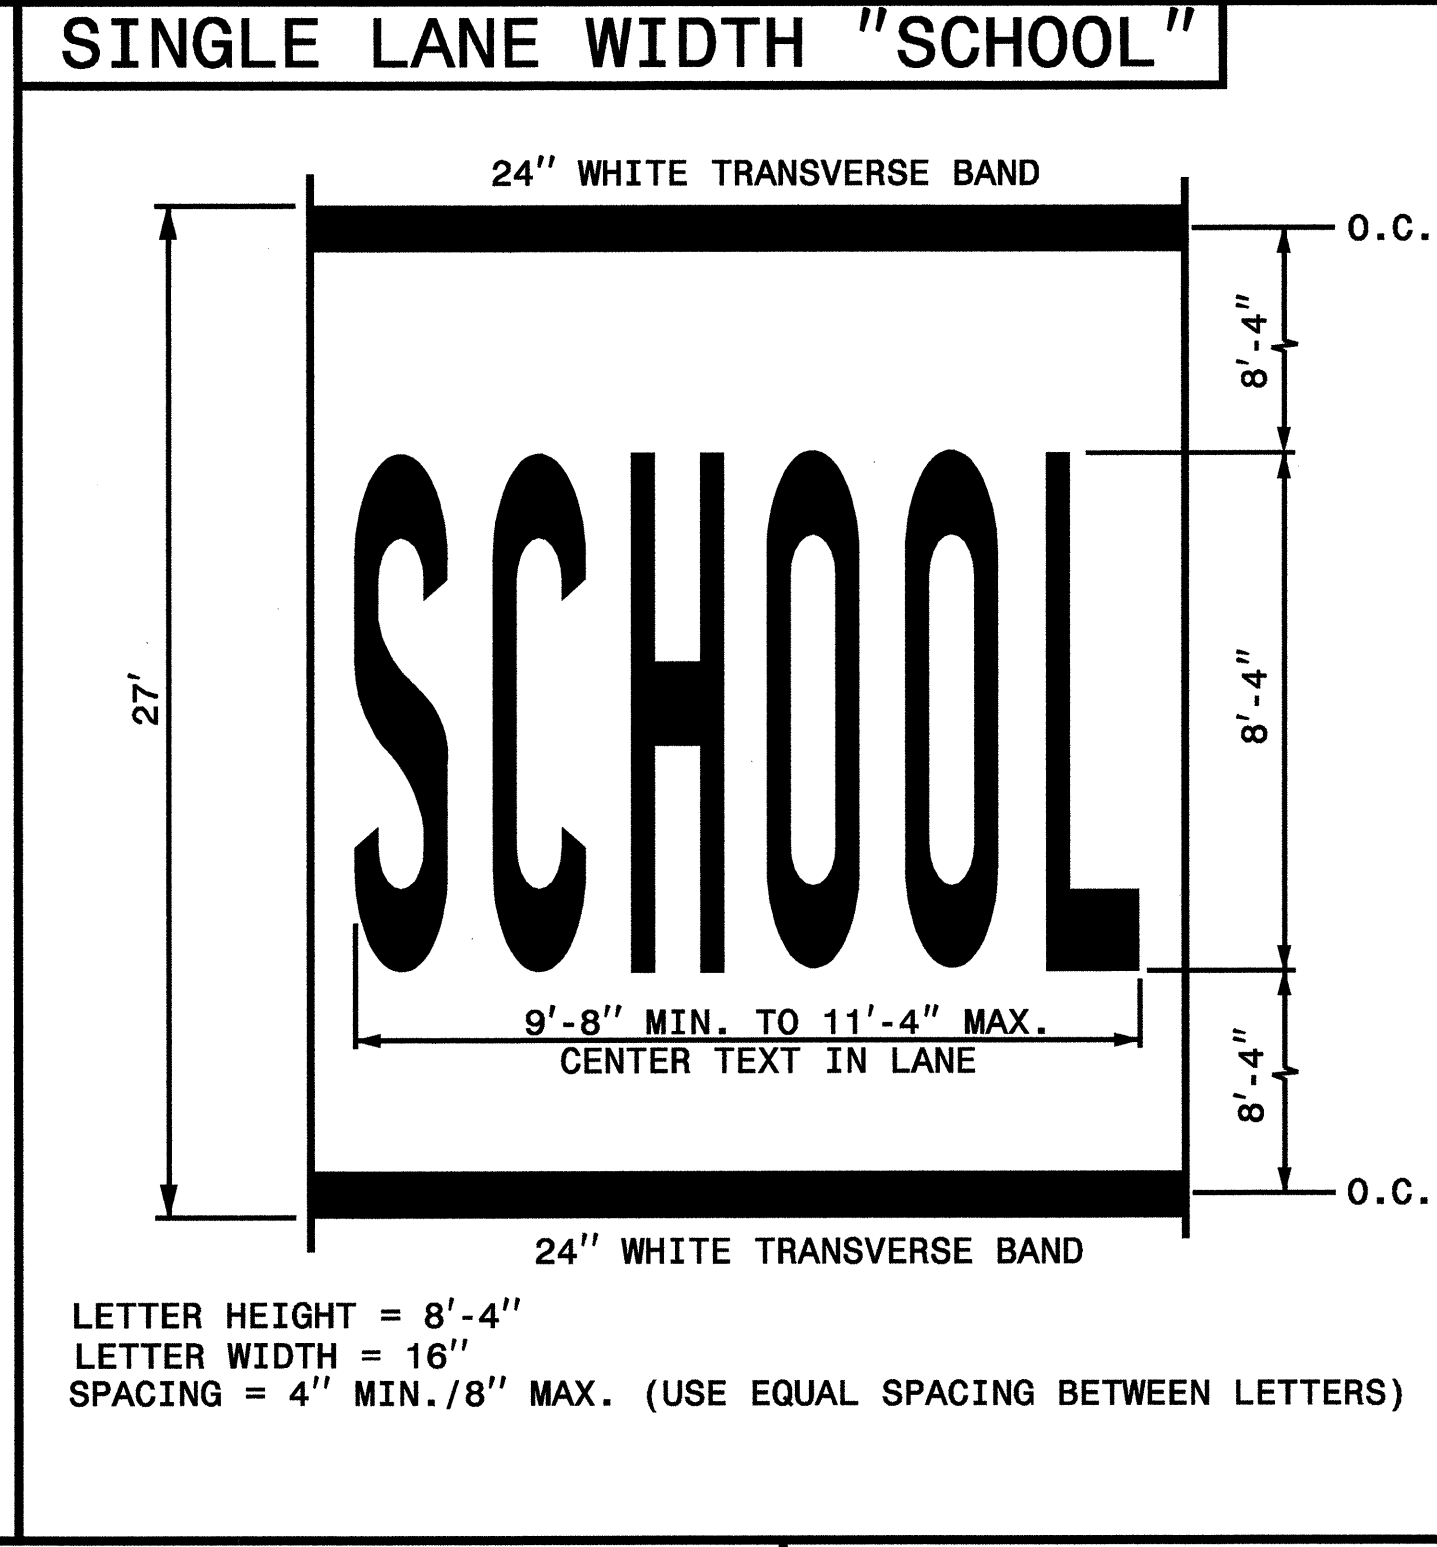 SINGLE LANE WIDTH "SCHOOL"
24" WHITE TRANSVERSE BAND
O.C.
8'-4"
SCHOOL
27'
8'-4"
9'-8" MIN. TO 11'-4" MAX.
CENTER TEXT IN LANE
8'-4"
O.C.
24" WHITE TRANSVERSE BAND
LETTER HEIGHT = 8'-4"
LETTER WIDTH = 16"
SPACING = 4" MIN./8" MAX. (USE EQUAL SPACING BETWEEN LETTERS)